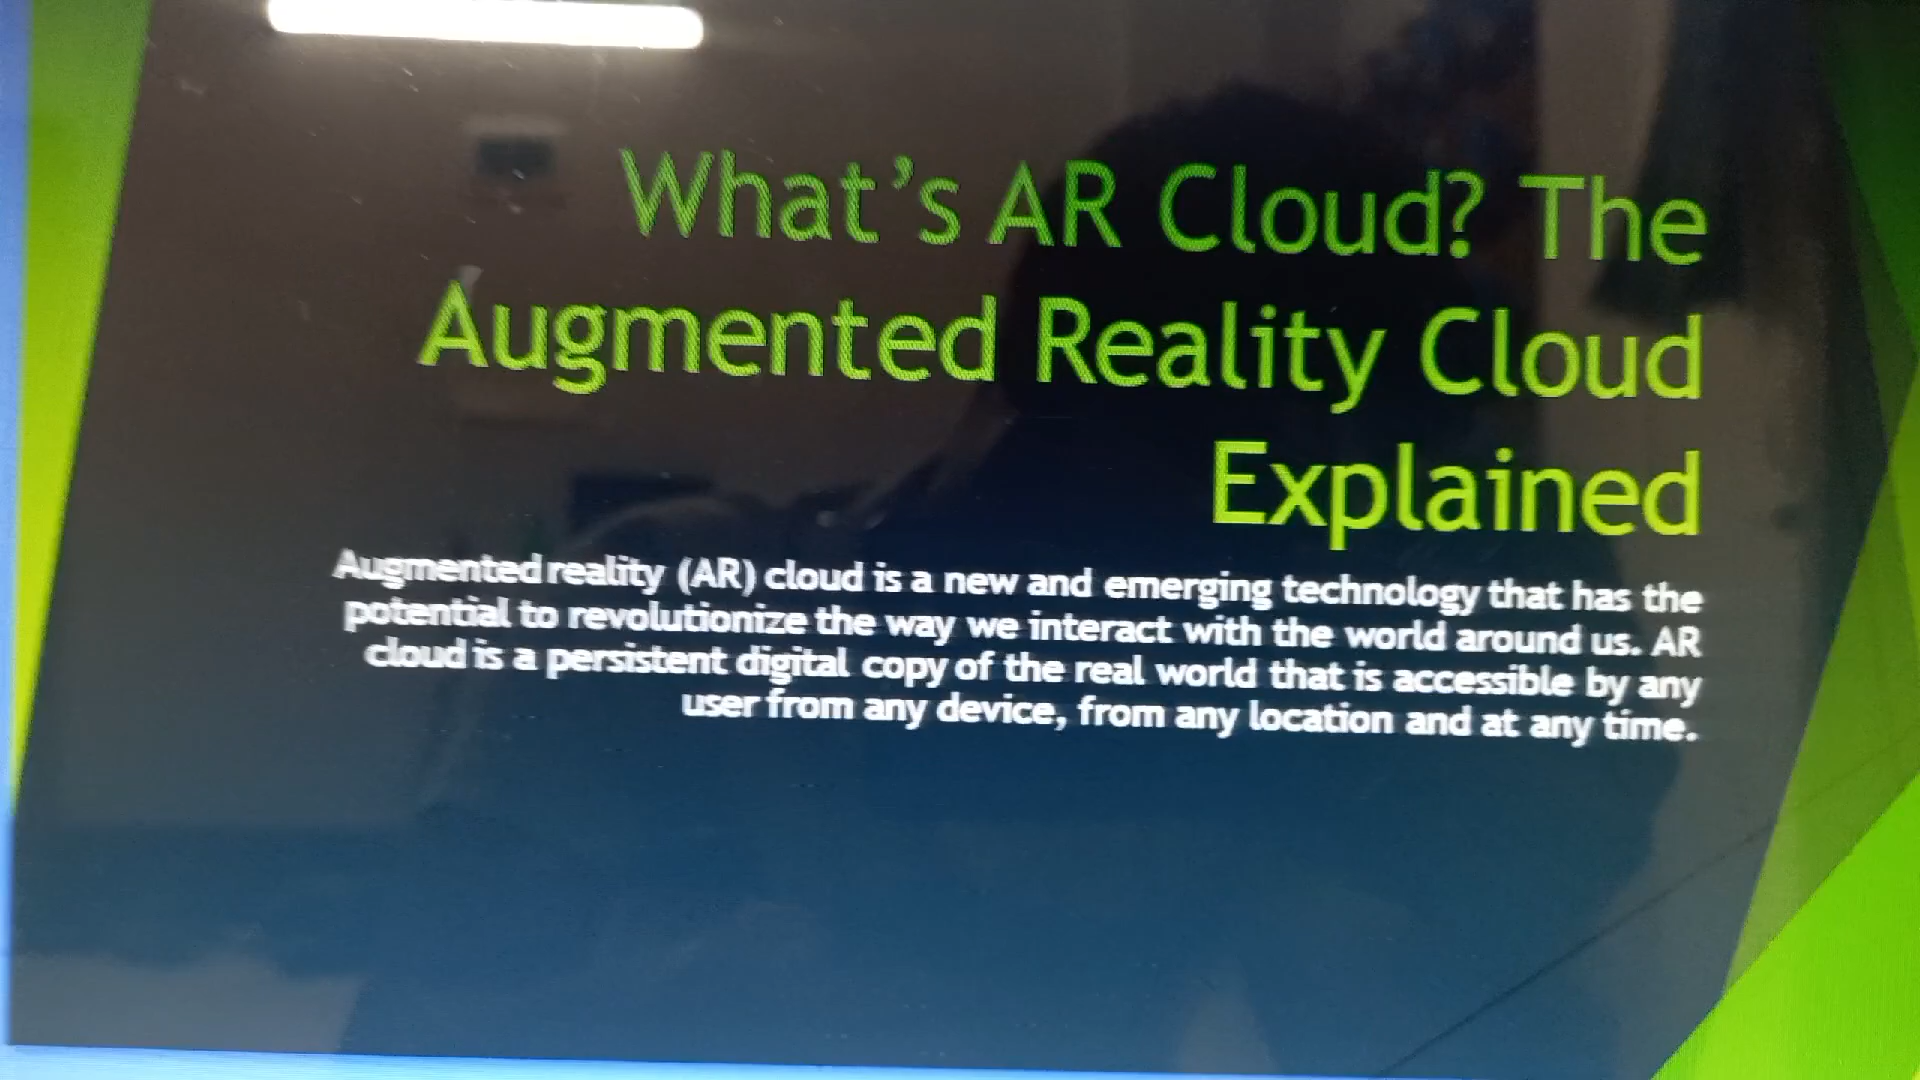 What’s AR Cloud? The
Augmented Reality Cloud
Explained
Augmented reality (AR) cloud is a new and emerging technology that has the
potential to revolutionize the way we interact with the world around us. AR
cloud is a persistent digital copy of the real world that is accessible by any
user from any device, from any location and at any time.